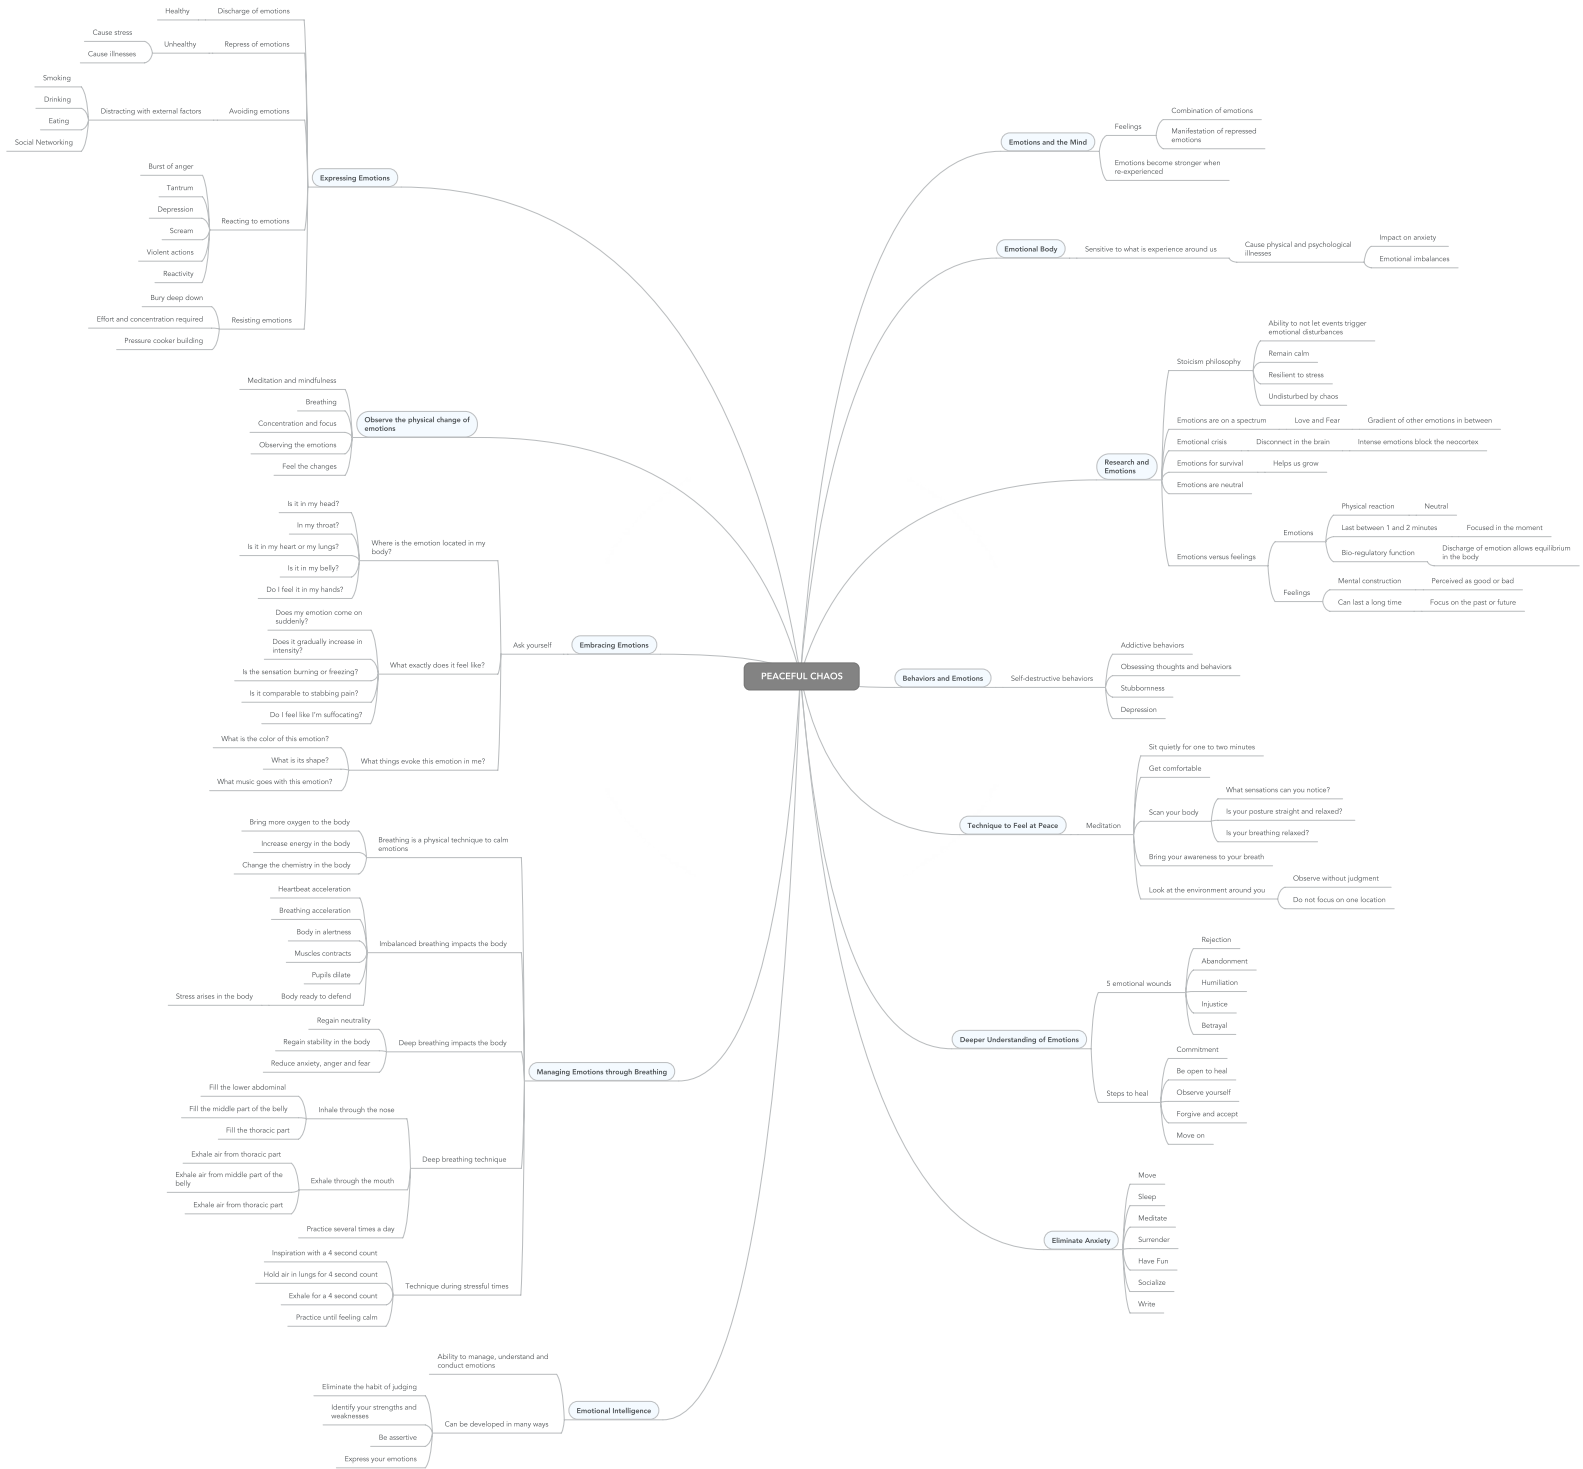 PEACEFUL CHAOS
Emotions and the Mind
Feelings
Combination of emotions
Manifestation of repressed
emotions
Emotions become stronger when
re-experienced
Emotional Body
Sensitive to what is experience around us
Cause physical and psychological
illnesses
Impact on anxiety
Emotional imbalances
Research and
Emotions
Stoicism philosophy
Ability to not let events trigger
emotional disturbances
Remain calm
Resilient to stress
Undisturbed by chaos
Emotions are on a spectrum
Love and Fear
Gradient of other emotions in between
Emotional crisis
Disconnect in the brain
Intense emotions block the neocortex
Emotions for survival
Helps us grow
Emotions are neutral
Emotions versus feelings
Emotions
Physical reaction
Neutral
Last between 1 and 2 minutes
Focused in the moment
Bio-regulatory function
Discharge of emotion allows equilibrium
in the body
Feelings
Mental construction
Perceived as good or bad
Can last a long time
Focus on the past or future
Behaviors and Emotions
Self-destructive behaviors
Addictive behaviors
Obsessing thoughts and behaviors
Stubbornness
Depression
Technique to Feel at Peace
Meditation
Sit quietly for one to two minutes
Get comfortable
Scan your body
What sensations can you notice?
Is your posture straight and relaxed?
Is your breathing relaxed?
Bring your awareness to your breath
Look at the environment around you
Observe without judgment
Do not focus on one location
Deeper Understanding of Emotions
5 emotional wounds
Rejection
Abandonment
Humiliation
Injustice
Betrayal
Steps to heal
Commitment
Be open to heal
Observe yourself
Forgive and accept
Move on
Eliminate Anxiety
Move
Sleep
Meditate
Surrender
Have Fun
Socialize
Write
Expressing Emotions
Discharge of emotions
Healthy
Repress of emotions
Unhealthy
Cause stress
Cause illnesses
Avoiding emotions
Distracting with external factors
Smoking
Drinking
Eating
Social Networking
Reacting to emotions
Burst of anger
Tantrum
Depression
Scream
Violent actions
Reactivity
Resisting emotions
Bury deep down
Effort and concentration required
Pressure cooker building
Observe the physical change of
emotions
Meditation and mindfulness
Breathing
Concentration and focus
Observing the emotions
Feel the changes
Embracing Emotions
Ask yourself
Where is the emotion located in my
body?
Is it in my head?
In my throat?
Is it in my heart or my lungs?
Is it in my belly?
Do I feel it in my hands?
What exactly does it feel like?
Does my emotion come on
suddenly?
Does it gradually increase in
intensity?
Is the sensation burning or freezing?
Is it comparable to stabbing pain?
Do I feel like I'm suffocating?
What things evoke this emotion in me?
What is the color of this emotion?
What is its shape?
What music goes with this emotion?
Managing Emotions through Breathing
Breathing is a physical technique to calm
emotions
Bring more oxygen to the body
Increase energy in the body
Change the chemistry in the body
Imbalanced breathing impacts the body
Heartbeat acceleration
Breathing acceleration
Body in alertness
Muscles contracts
Pupils dilate
Body ready to defend
Stress arises in the body
Deep breathing impacts the body
Regain neutrality
Regain stability in the body
Reduce anxiety, anger and fear
Deep breathing technique
Inhale through the nose
Fill the lower abdominal
Fill the middle part of the belly
Fill the thoracic part
Exhale through the mouth
Exhale air from thoracic part
Exhale air from middle part of the
belly
Exhale air from thoracic part
Practice several times a day
Technique during stressful times
Inspiration with a 4 second count
Hold air in lungs for 4 second count
Exhale for a 4 second count
Practice until feeling calm
Emotional Intelligence
Ability to manage, understand and
conduct emotions
Can be developed in many ways
Eliminate the habit of judging
Identify your strengths and
weaknesses
Be assertive
Express your emotions